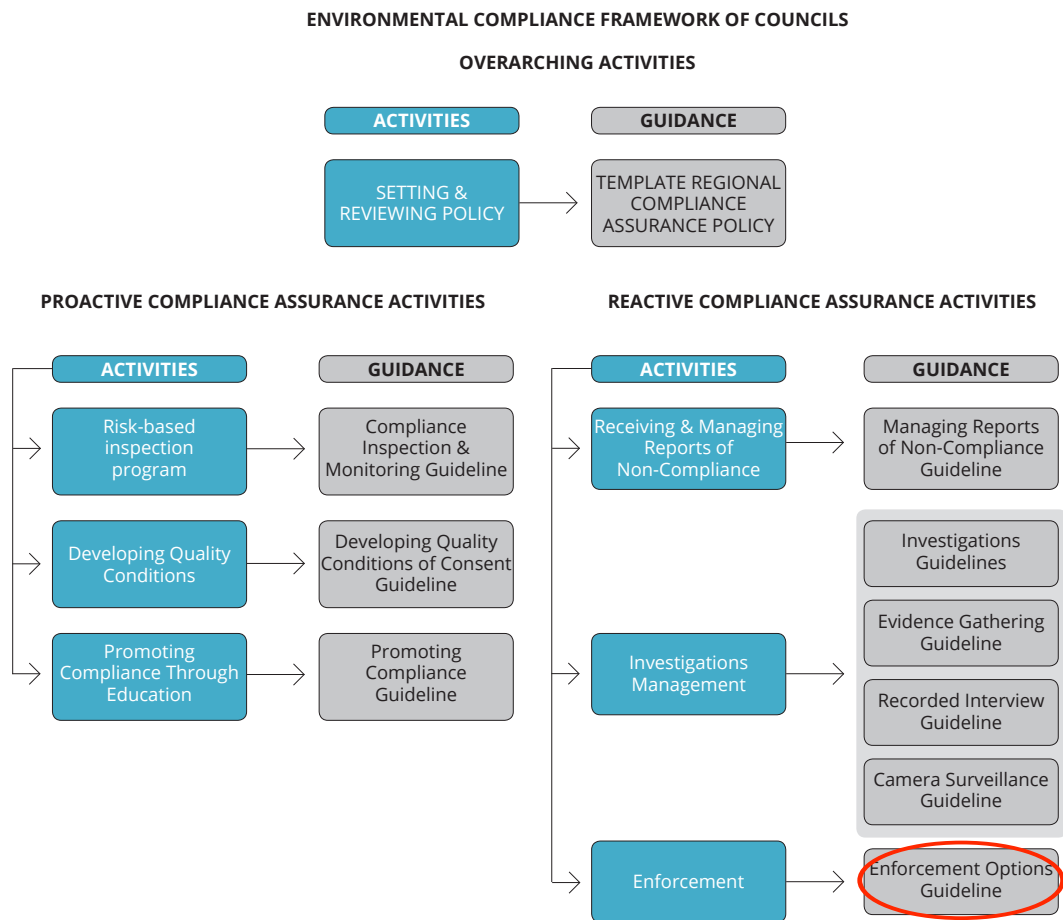 ENVIRONMENTAL COMPLIANCE FRAMEWORK OF COUNCILS
OVERARCHING ACTIVITIES
ACTIVITIES
GUIDANCE
SETTING &
REVIEWING POLICY
TEMPLATE REGIONAL
COMPLIANCE
ASSURANCE POLICY
PROACTIVE COMPLIANCE ASSURANCE ACTIVITIES
ACTIVITIES
GUIDANCE
Risk-based
inspection
program
Compliance
Inspection &
Monitoring Guideline
Developing Quality
Conditions
Developing Quality
Conditions of Consent
Guideline
Promoting
Compliance Through
Education
Promoting
Compliance
Guideline
REACTIVE COMPLIANCE ASSURANCE ACTIVITIES
ACTIVITIES
GUIDANCE
Receiving & Managing
Reports of
Non-Compliance
Managing Reports
of Non-Compliance
Guideline
Investigations
Management
Investigations
Guidelines
Evidence Gathering
Guideline
Recorded Interview
Guideline
Camera Surveillance
Guideline
Enforcement
Enforcement Options
Guideline